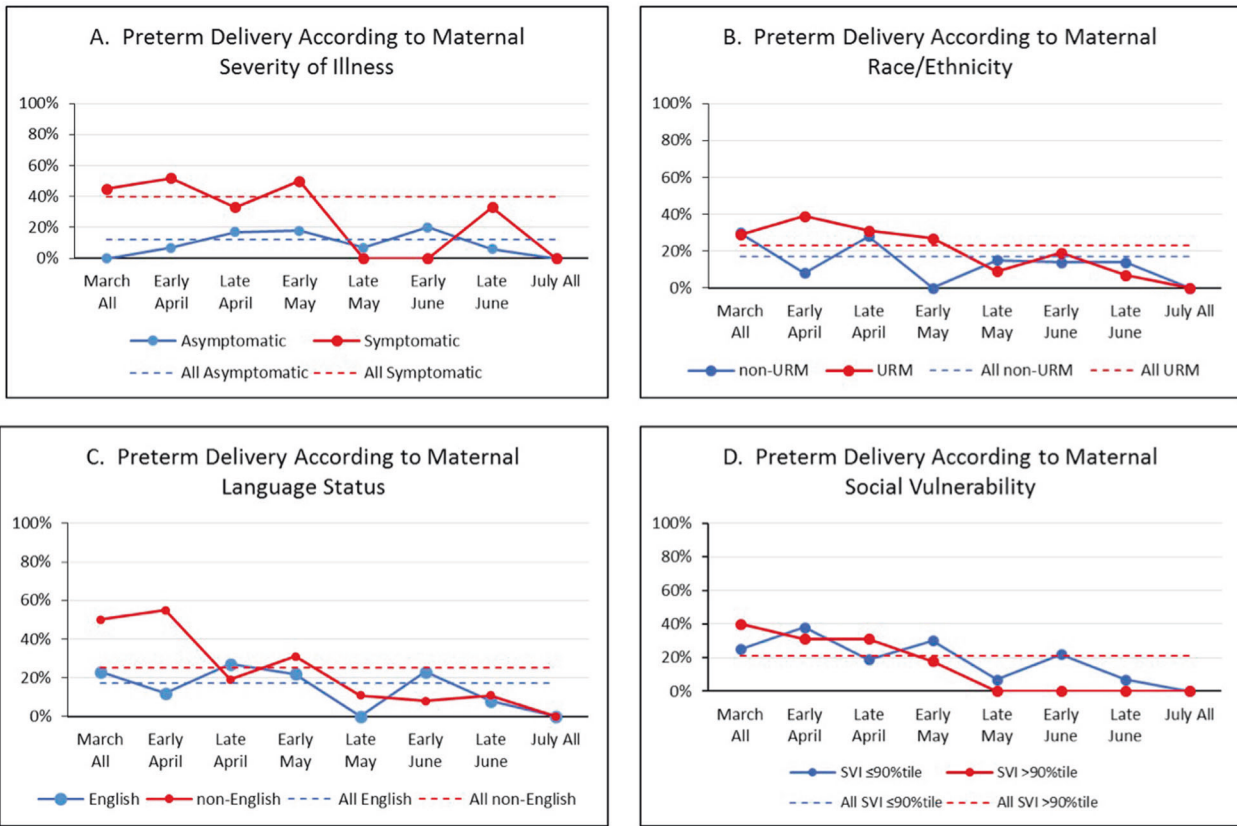 A. Preterm Delivery According to Maternal
Severity of Illness
100%
80%
60%
40%
20%
0%
March
All
Early
April
Late
April
Early
May
Late
May
Early
June
Late
June
July All
Asymptomatic
Symptomatic
All Asymptomatic
All Symptomatic
B. Preterm Delivery According to Maternal
Race/Ethnicity
100%
80%
60%
40%
20%
0%
March
All
Early
April
Late
April
Early
May
Late
May
Early
June
Late
June
July All
non-URM
URM
All non-URM
All URM
C. Preterm Delivery According to Maternal
Language Status
100%
80%
60%
40%
20%
0%
March
All
Early
April
Late
April
Early
May
Late
May
Early
June
Late
June
July All
English
non-English
All English
All non-English
D. Preterm Delivery According to Maternal
Social Vulnerability
100%
80%
60%
40%
20%
0%
March
All
Early
April
Late
April
Early
May
Late
May
Early
June
Late
June
July All
SVI ≤90%tile
SVI >90%tile
All SVI ≤90%tile
All SVI >90%tile